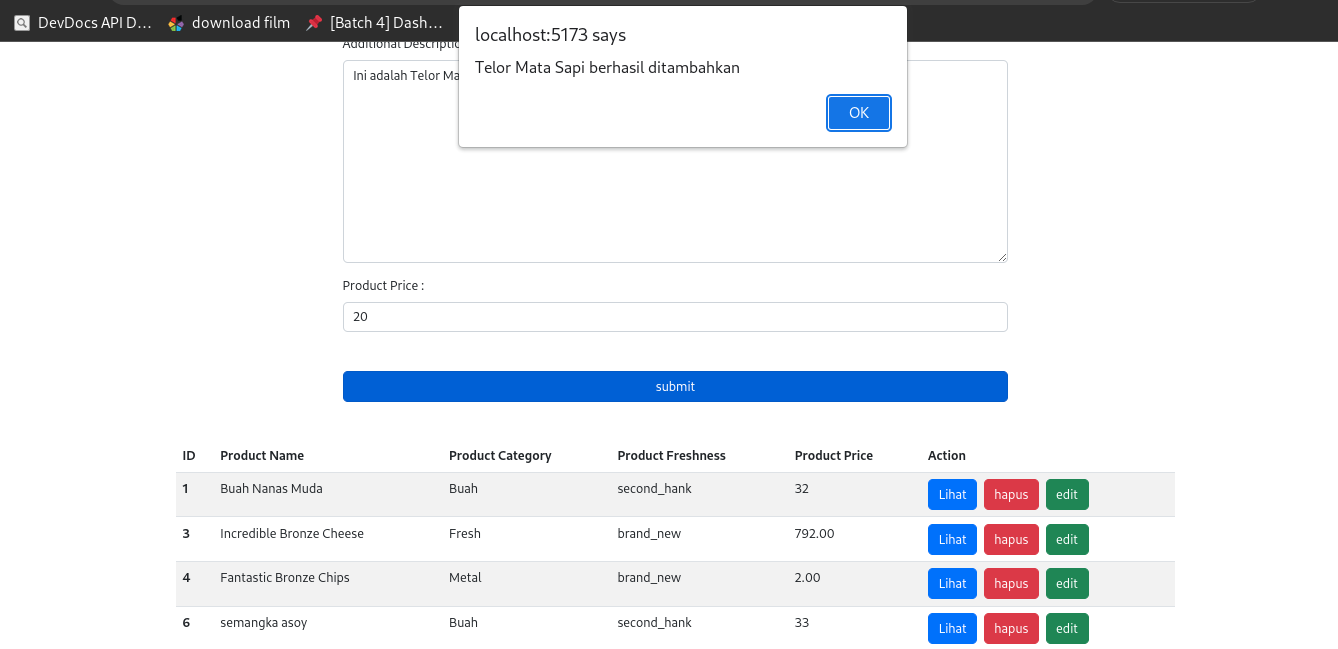 DevDocs API D... download film [Batch 4] Dash...
localhost:5173 says
Telor Mata Sapi berhasil ditambahkan
OK
Additional Descriptio
Ini adalah Telor Ma
Product Price :
20
submit
ID Product Name Product Category Product Freshness Product Price Action
1 Buah Nanas Muda Buah second_hank 32 Lihat hapus edit
3 Incredible Bronze Cheese Fresh brand_new 792.00 Lihat hapus edit
4 Fantastic Bronze Chips Metal brand_new 2.00 Lihat hapus edit
6 semangka asoy Buah second_hank 33 Lihat hapus edit